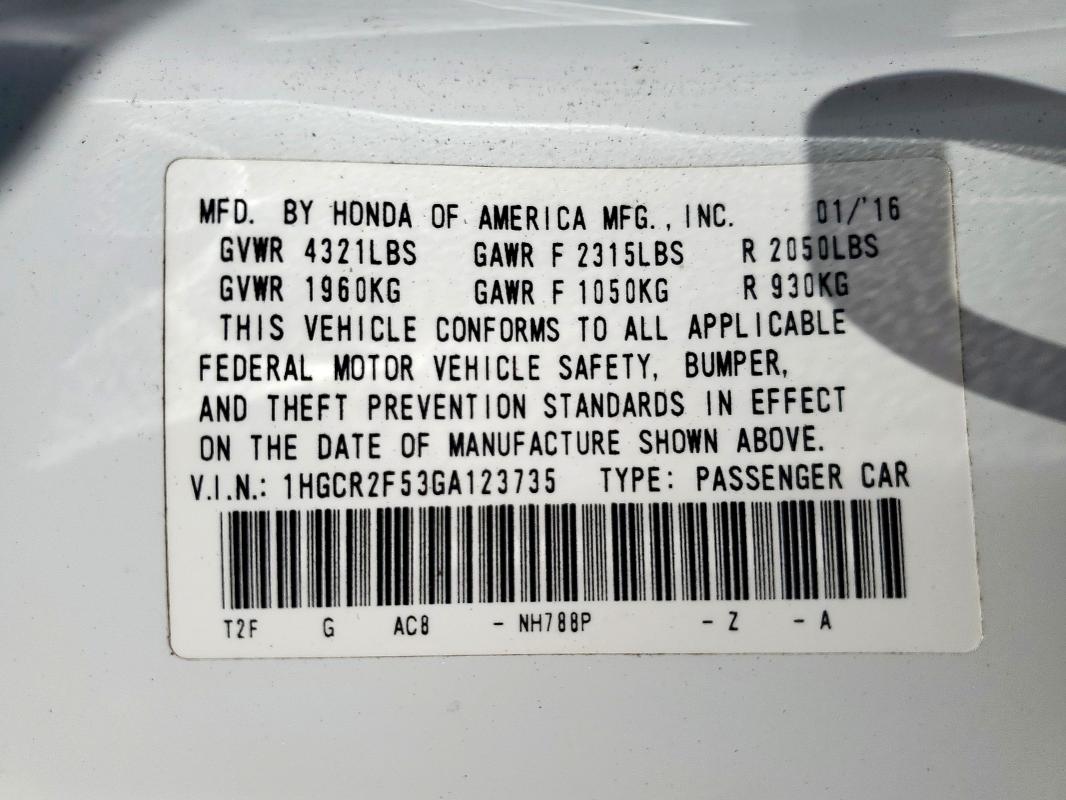 MFD. BY HONDA OF AMERICA MFG., INC. 01/'16
GVWR 4321LBS GAWR F 2315LBS R 2050LBS
GVWR 1960KG GAWR F 1050KG R 930KG
THIS VEHICLE CONFORMS TO ALL APPLICABLE
FEDERAL MOTOR VEHICLE SAFETY, BUMPER,
AND THEFT PREVENTION STANDARDS IN EFFECT
ON THE DATE OF MANUFACTURE SHOWN ABOVE.
V.I.N.: 1HGCR2F53GA123735 TYPE: PASSENGER CAR
T2F G AC8 - NH788P - Z - A